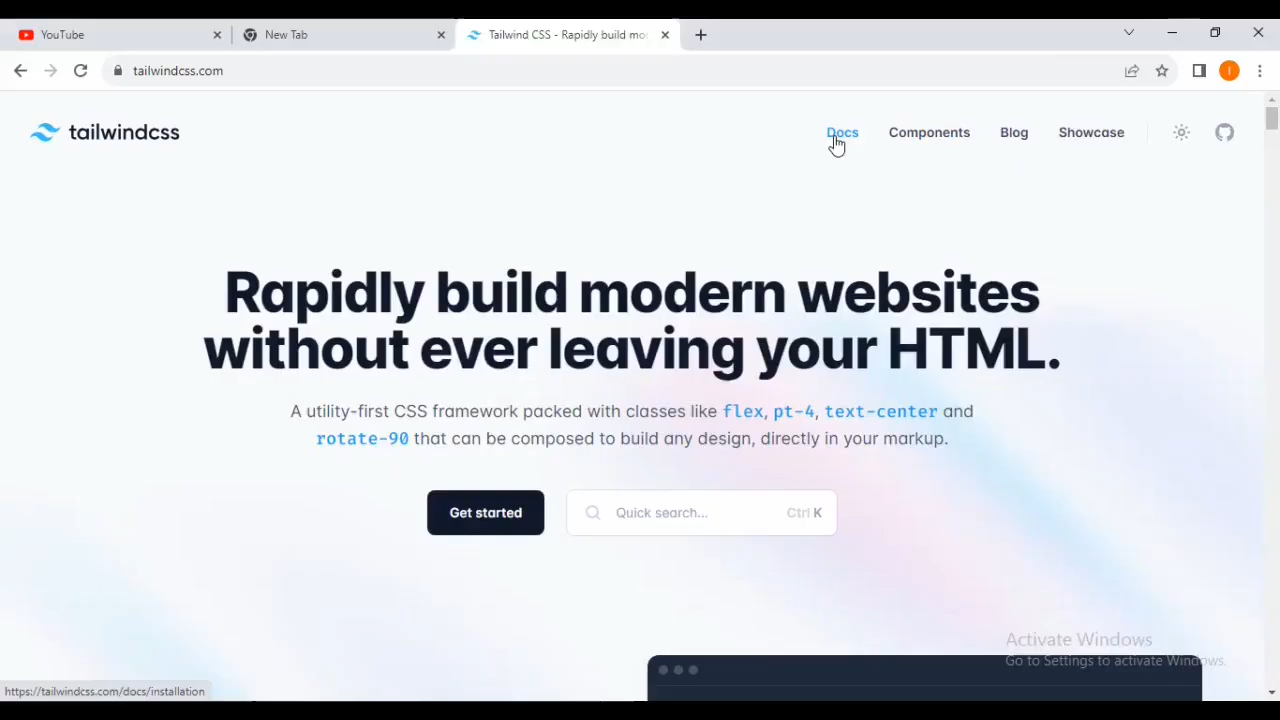 YouTube
New Tab
Tailwind CSS - Rapidly build mo
tailwindcss.com
I
tailwindcss
Docs
Components
Blog
Showcase
Rapidly build modern websites
without ever leaving your HTML.
A utility-first CSS framework packed with classes like flex, pt-4, text-center and
rotate-90 that can be composed to build any design, directly in your markup.
Get started
Quick search...
Ctrl K
Activate Windows
Go to Settings to activate Windows.
https://tailwindcss.com/docs/installation